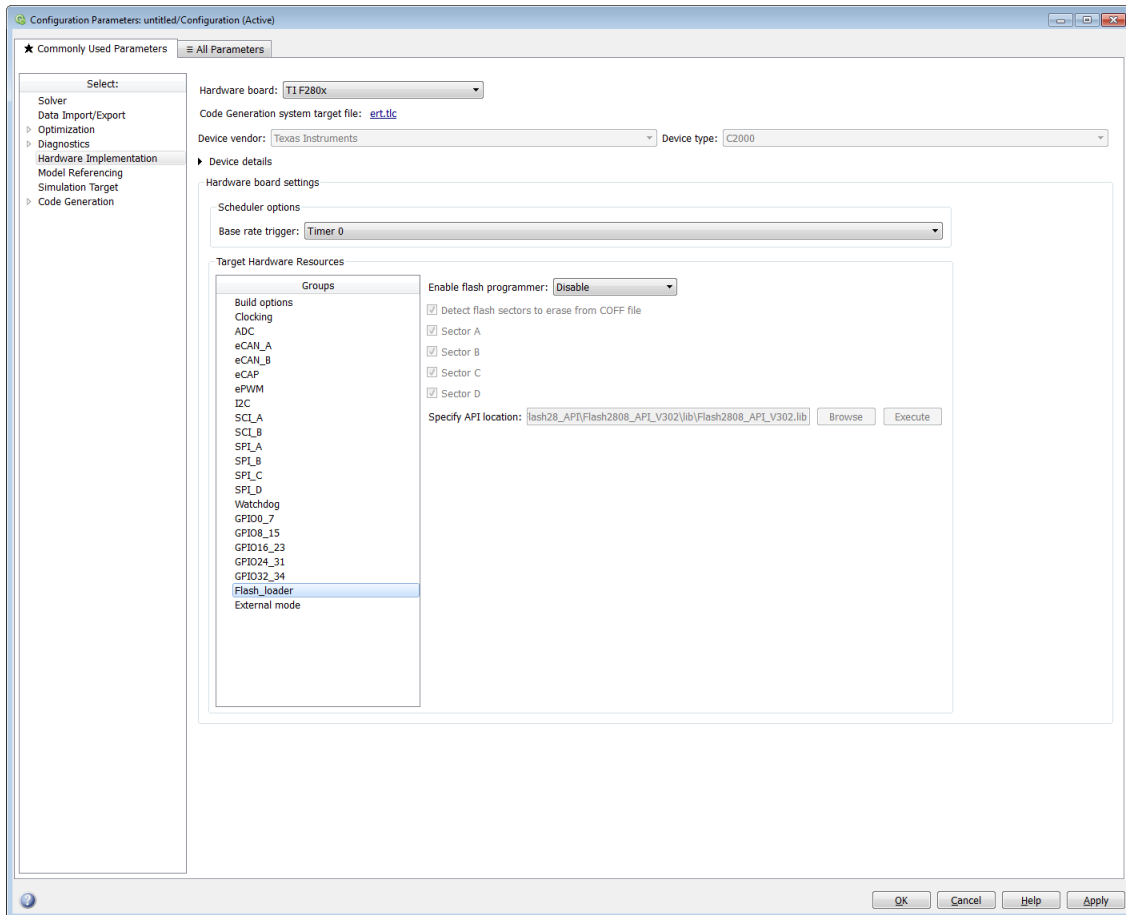 Configuration Parameters: untitled/Configuration (Active)
★ Commonly Used Parameters
≡ All Parameters
Select:
Solver
Data Import/Export
Optimization
Diagnostics
Hardware Implementation
Model Referencing
Simulation Target
Code Generation
Hardware board: TI F280x
Code Generation system target file: ert.tlc
Device vendor: Texas Instruments Device type: C2000
Device details
Hardware board settings
Scheduler options
Base rate trigger: Timer 0
Target Hardware Resources
Groups
Build options
Clocking
ADC
eCAN_A
eCAN_B
eCAP
ePWM
I2C
SCI_A
SCI_B
SPI_A
SPI_B
SPI_C
SPI_D
Watchdog
GPIO0_7
GPIO8_15
GPIO16_23
GPIO24_31
GPIO32_34
Flash_loader
External mode
Enable flash programmer: Disable
Detect flash sectors to erase from COFF file
Sector A
Sector B
Sector C
Sector D
Specify API location: lash28_API\Flash2808_API_V302\lib\Flash2808_API_V302.lib Browse Execute
OK Cancel Help Apply